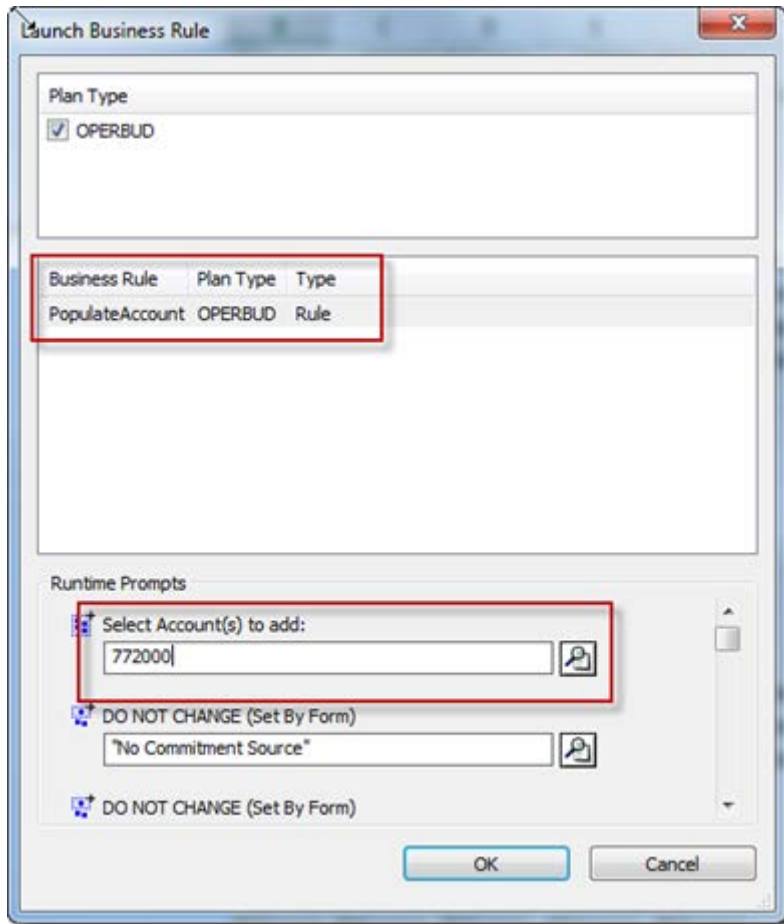 Launch Business Rule
Plan Type
OPERBUD
Business Rule Plan Type Type
PopulateAccount OPERBUD Rule
Runtime Prompts
Select Account(s) to add:
772000
DO NOT CHANGE (Set By Form)
"No Commitment Source"
DO NOT CHANGE (Set By Form)
OK Cancel